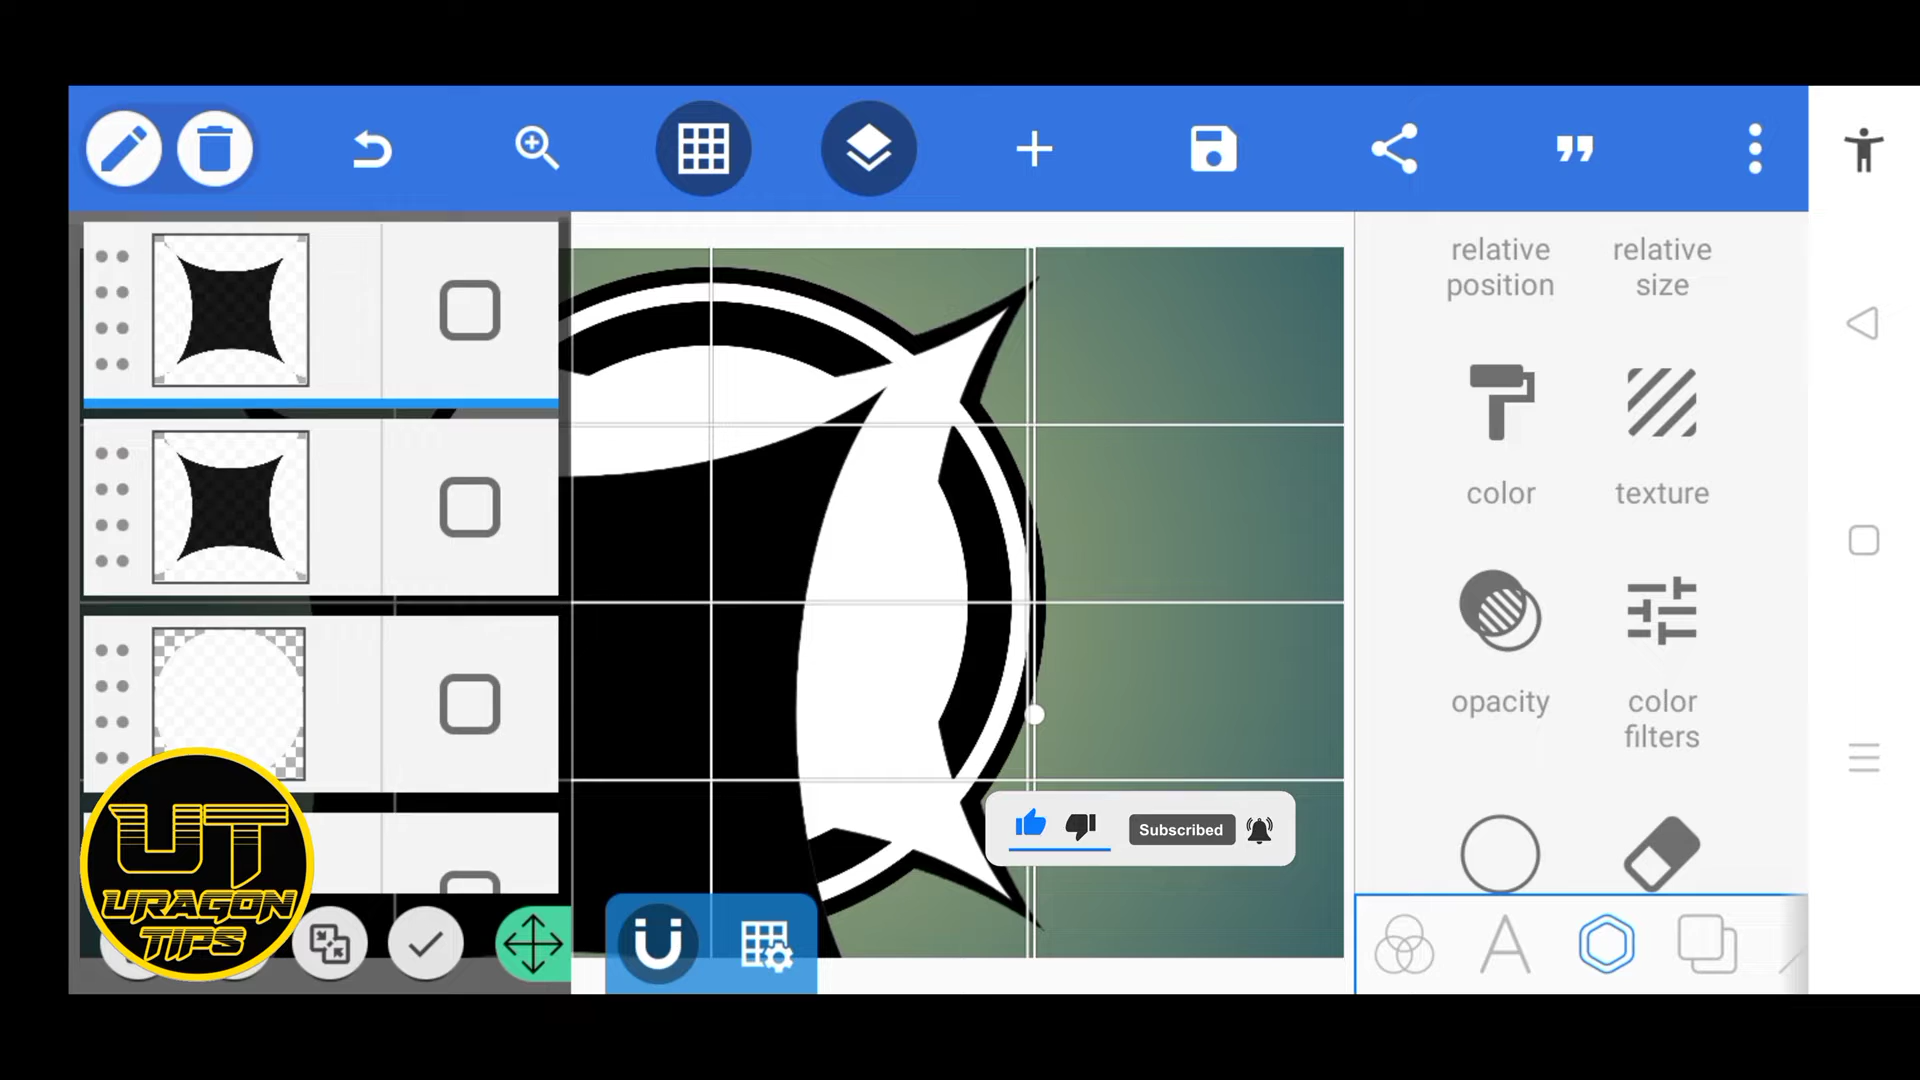 relative
position
relative
size
color
texture
opacity
color
filters
Subscribed
UT
URAGON
TIPS